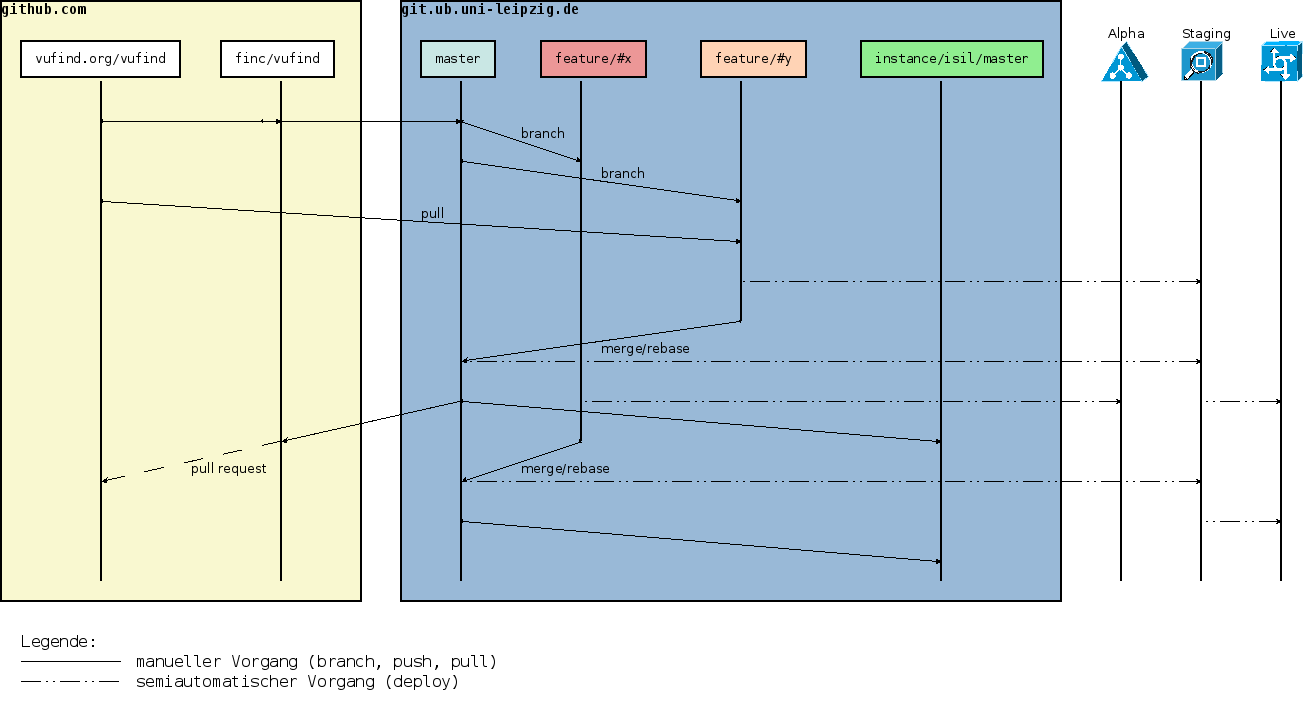 github.com
git.ub.uni-leipzig.de
Alpha
Staging
Live
vufind.org/vufind
finc/vufind
master
feature/#x
feature/#y
instance/isil/master
branch
branch
pull
merge/rebase
pull request
merge/rebase
Legende:
manueller Vorgang (branch, push, pull)
semiautomatischer Vorgang (deploy)